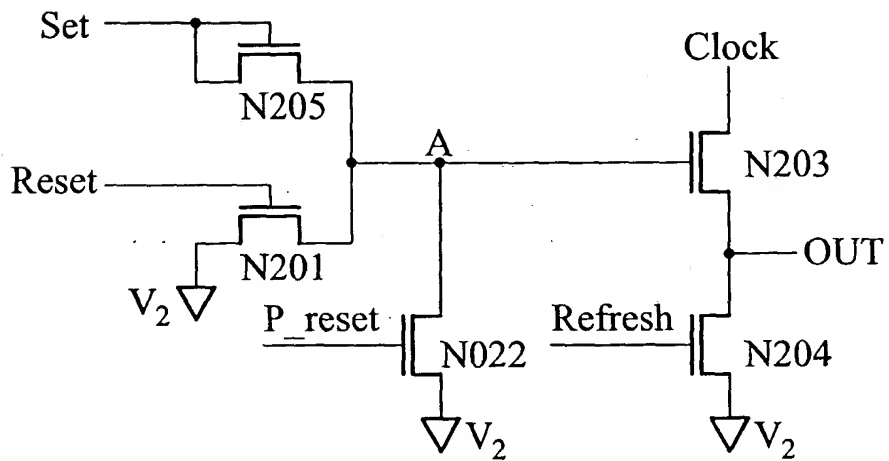 Set
Clock
N205
A
N203
Reset
N201
OUT
V2
P_reset
Refresh
N022
N204
V2
V2